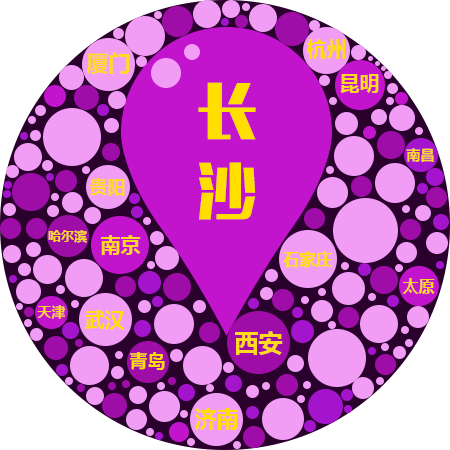 杭州
厦门
昆明
长
沙
南昌
贵阳
哈尔滨
南京
石家庄
太原
天津
武汉
西安
青岛
济南